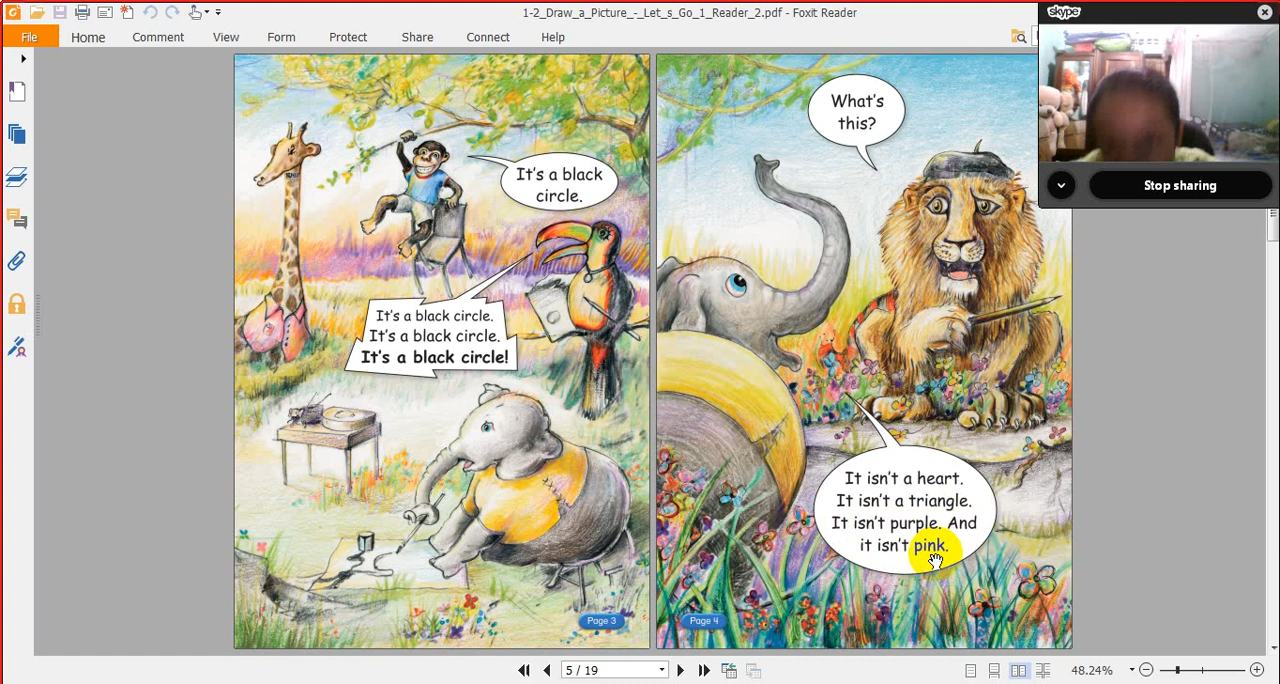 1-2_Draw_a_Picture_-_Let_s_Go_1_Reader_2.pdf - Foxit Reader
skype
File Home Comment View Form Protect Share Connect Help
Stop sharing
It's a black
circle.
It's a black circle.
It's a black circle.
It's a black circle!
Page 3
What's
this?
It isn't a heart.
It isn't a triangle.
It isn't purple. And
it isn't pink.
Page 4
5 / 19
48.24%